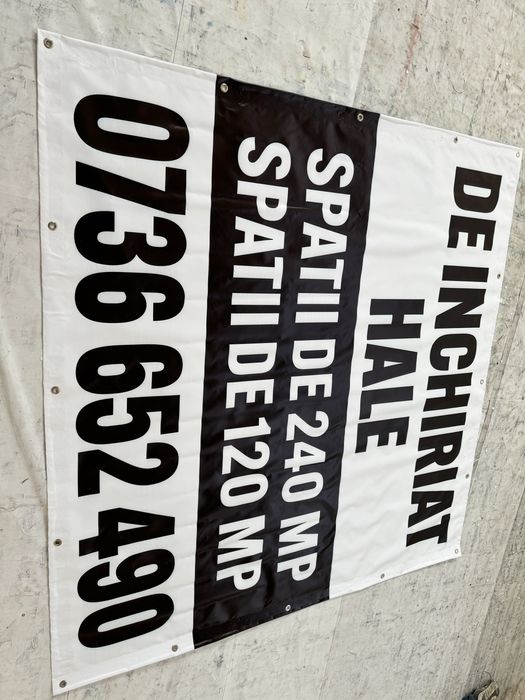 DE INCHIRIAT
HALE
SPATII DE 240 MP
SPATII DE 120 MP
0736 652 490